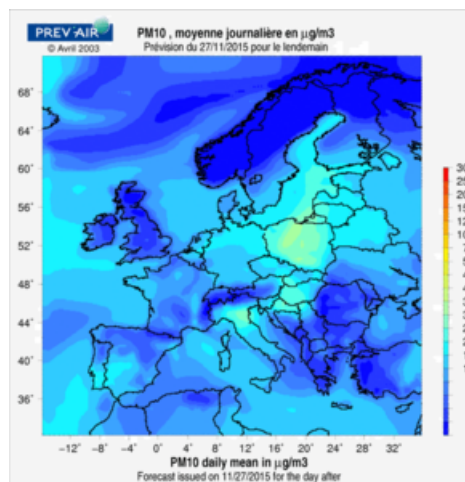 PREV'AIR
© Avril 2003
PM10 , moyenne journalière en µg/m3
Prévision du 27/11/2015 pour le lendemain
68°
64°
60°
56°
52°
48°
44°
40°
36°
−12° −8° −4° 0° 4° 8° 12° 16° 20° 24° 28° 32°
PM10 daily mean in µg/m3
Forecast issued on 11/27/2015 for the day after